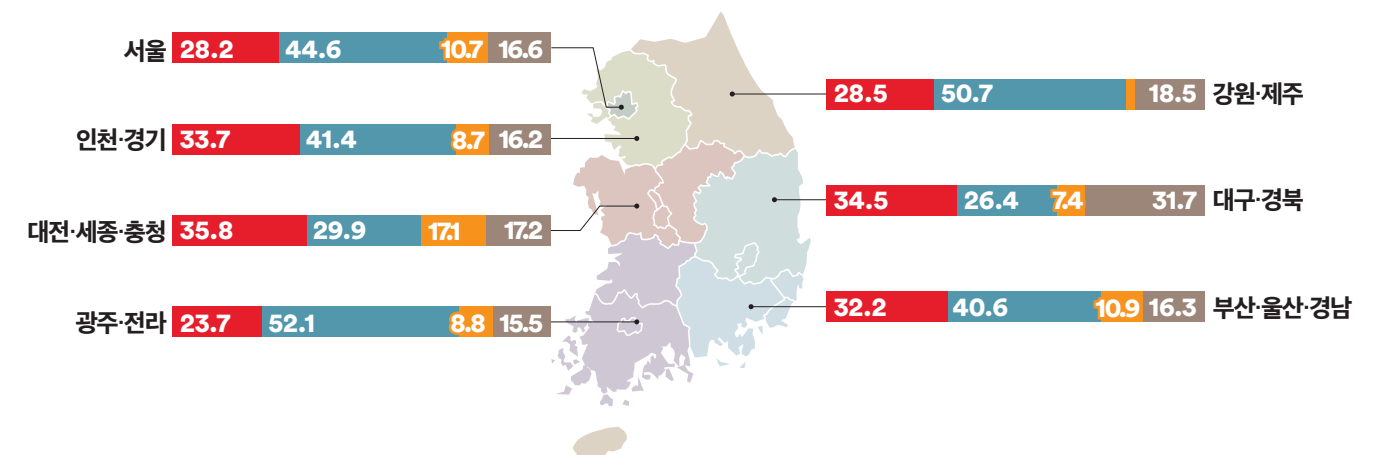 서울 28.2 44.6 10.7 16.6
인천·경기 33.7 41.4 8.7 16.2
대전·세종·충청 35.8 29.9 17.1 17.2
광주·전라 23.7 52.1 8.8 15.5
28.5 50.7 18.5 강원·제주
34.5 26.4 7.4 31.7 대구·경북
32.2 40.6 10.9 16.3 부산·울산·경남